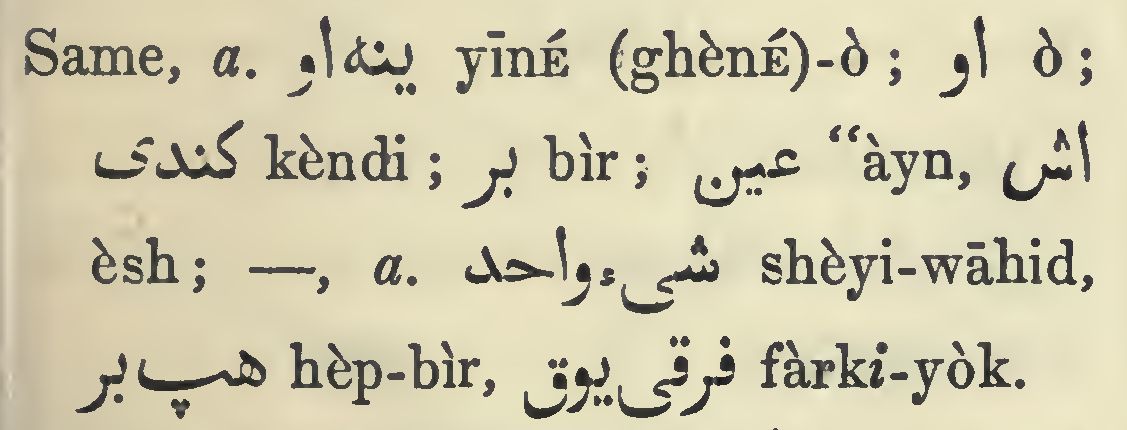 Same, a. ینه‌او yīnÉ (ghènÉ)-ò ; او ò ;
کندی kèndi ; بر bìr ; عین “àyn, اش
èsh ; —, a. شیء‌واحد shèyi-wāhid,
هپ‌بر hèp-bìr, فرقی‌یوق fàrki-yòk.